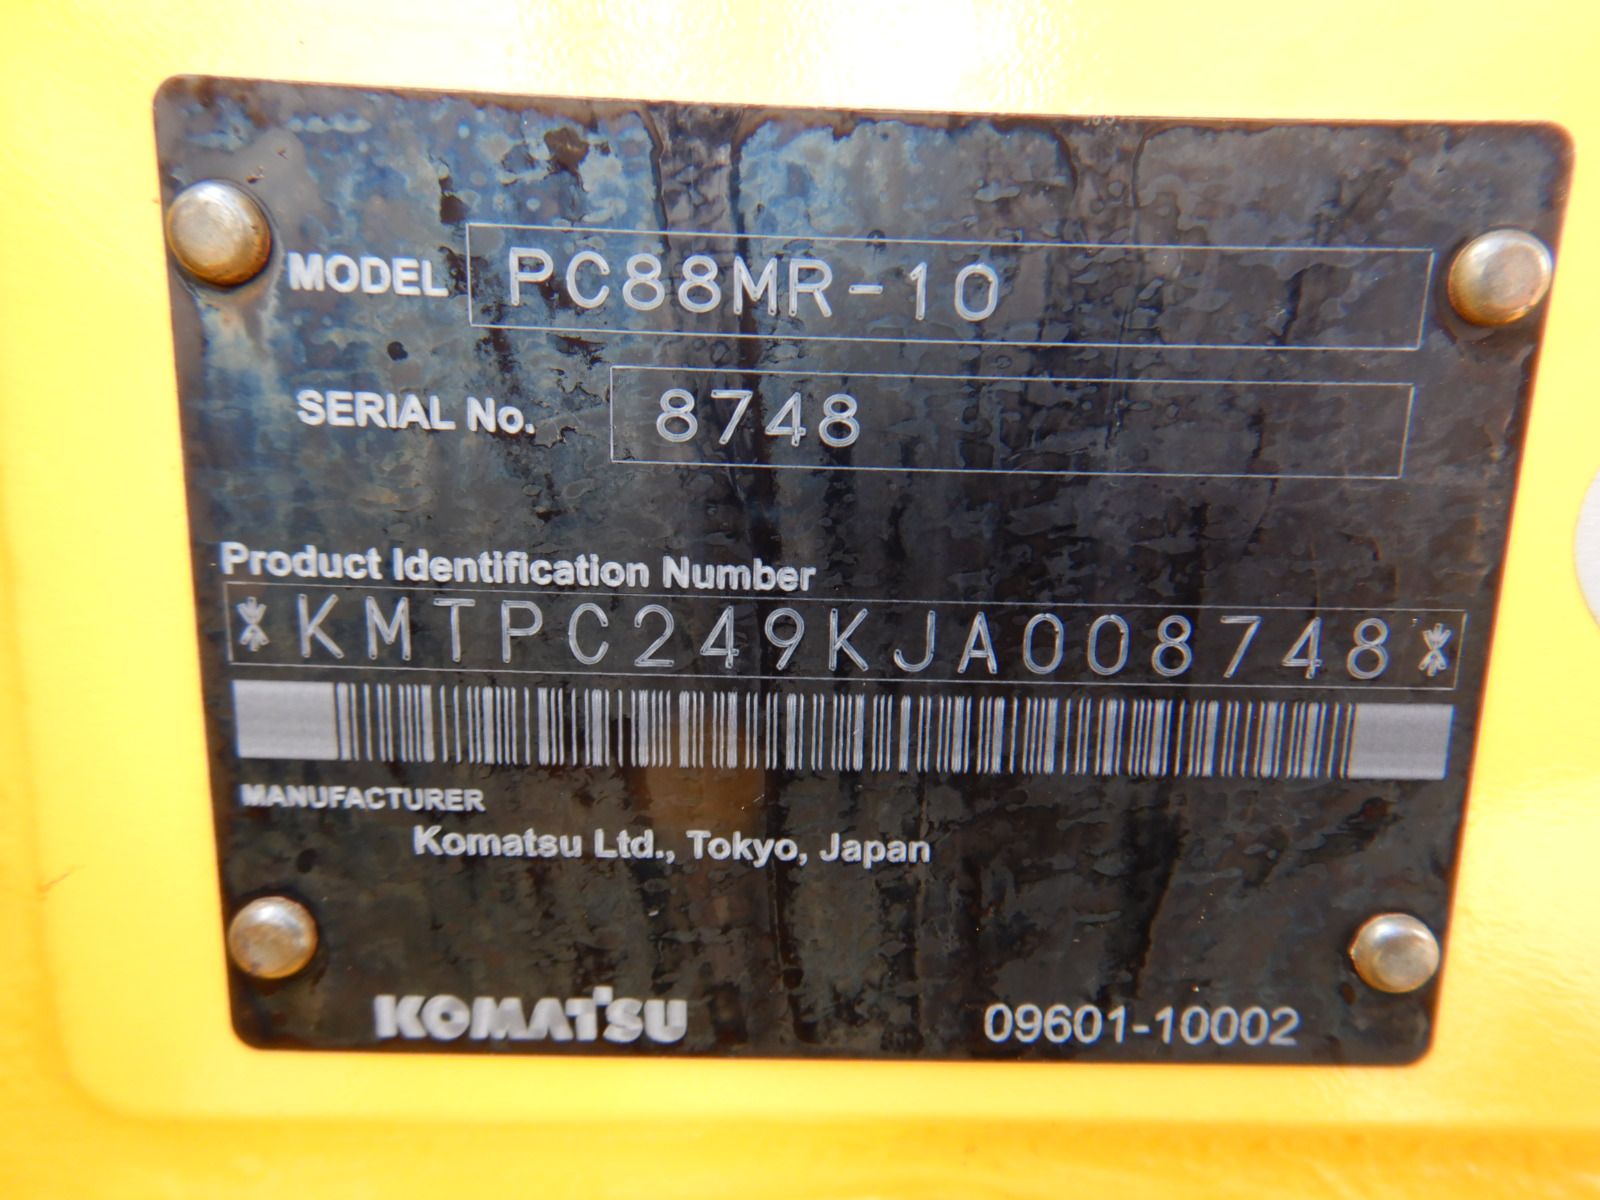 MODEL PC88MR-10
SERIAL No. 8748
Product Identification Number
*KMTPC249KJA008748*
MANUFACTURER
Komatsu Ltd., Tokyo, Japan
KOMATSU 09601-10002